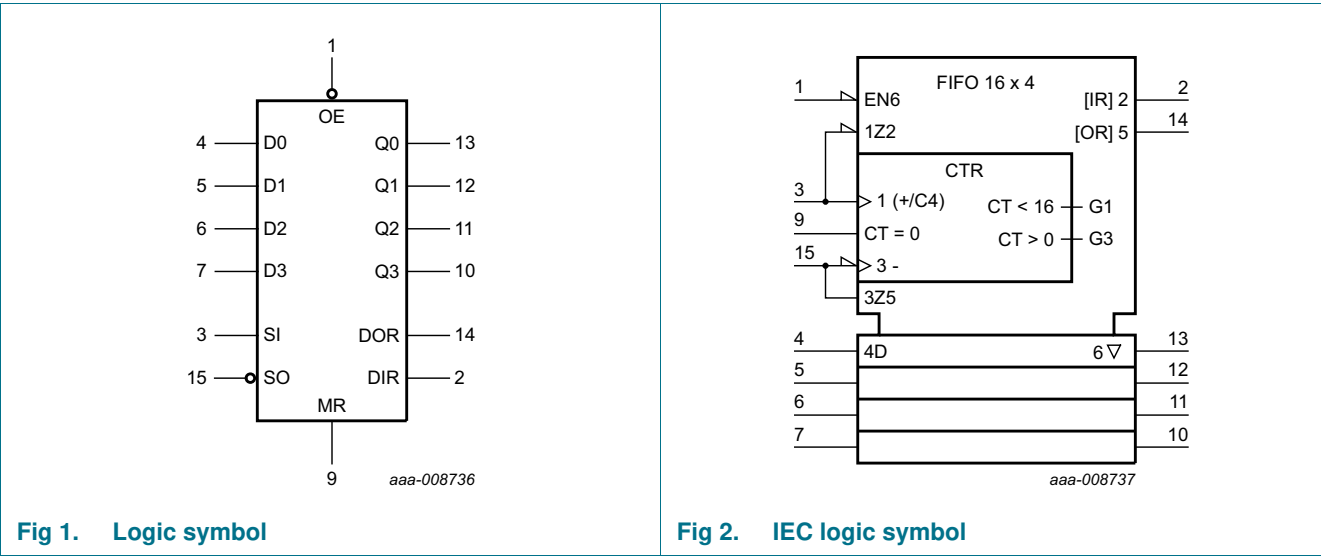 1
OE
4 D0 Q0 13
5 D1 Q1 12
6 D2 Q2 11
7 D3 Q3 10
3 SI DOR 14
15 SO DIR 2
MR
9
aaa-008736
Fig 1. Logic symbol
FIFO 16 x 4
1 EN6 [IR] 2 2
1Z2 [OR] 5 14
CTR
3 1 (+/C4) CT < 16 G1
9 CT = 0 CT > 0 G3
15 3 -
3Z5
4 4D 6 ▽ 13
5 12
6 11
7 10
aaa-008737
Fig 2. IEC logic symbol